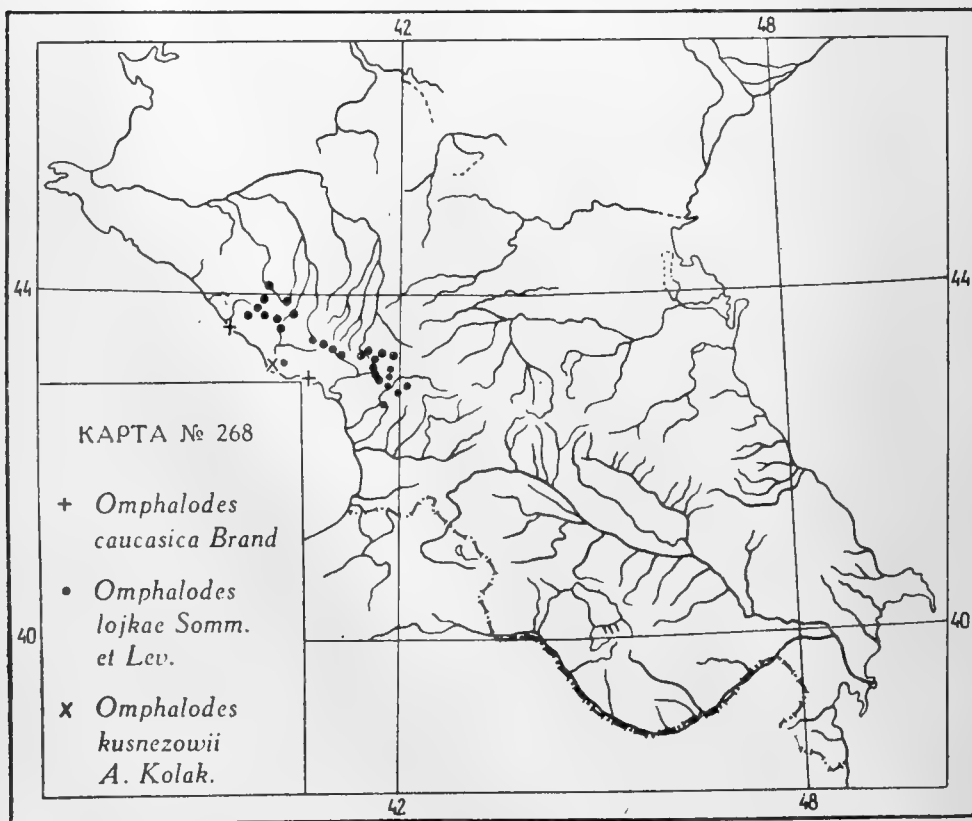 42
48
44
44
КАРТА № 268
+ Omphalodes
caucasica Brand
• Omphalodes
lojkae Somm.
et Lev.
x Omphalodes
kusnezowii
A. Kolak.
40
40
42
48